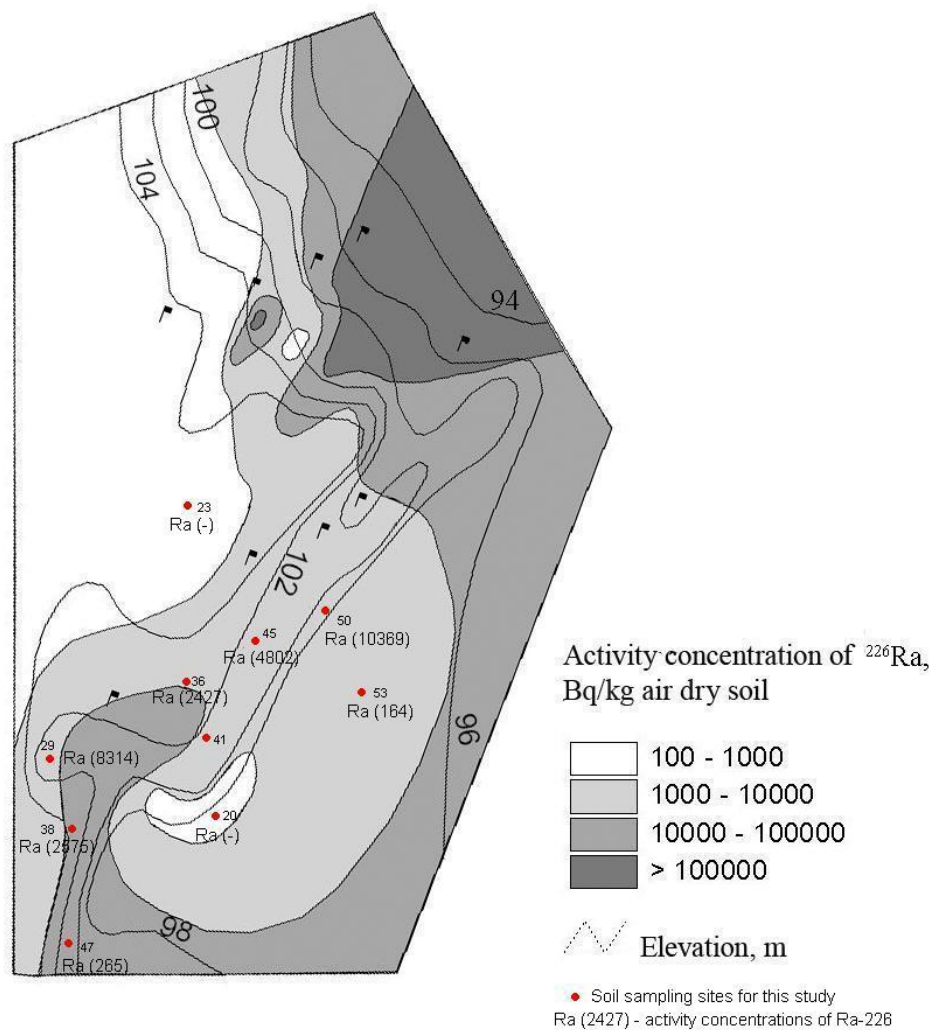 100
104
94
23
Ra (-)
102
50
Ra (10369)
45
Ra (4802)
36
Ra (2427)
53
Ra (164)
96
41
29
Ra (8314)
20
Ra (-)
38
Ra (2575)
98
47
Ra (265)
Activity concentration of ²²⁶Ra,
Bq/kg air dry soil
100 - 1000
1000 - 10000
10000 - 100000
> 100000
Elevation, m
Soil sampling sites for this study
Ra (2427) - activity concentrations of Ra-226